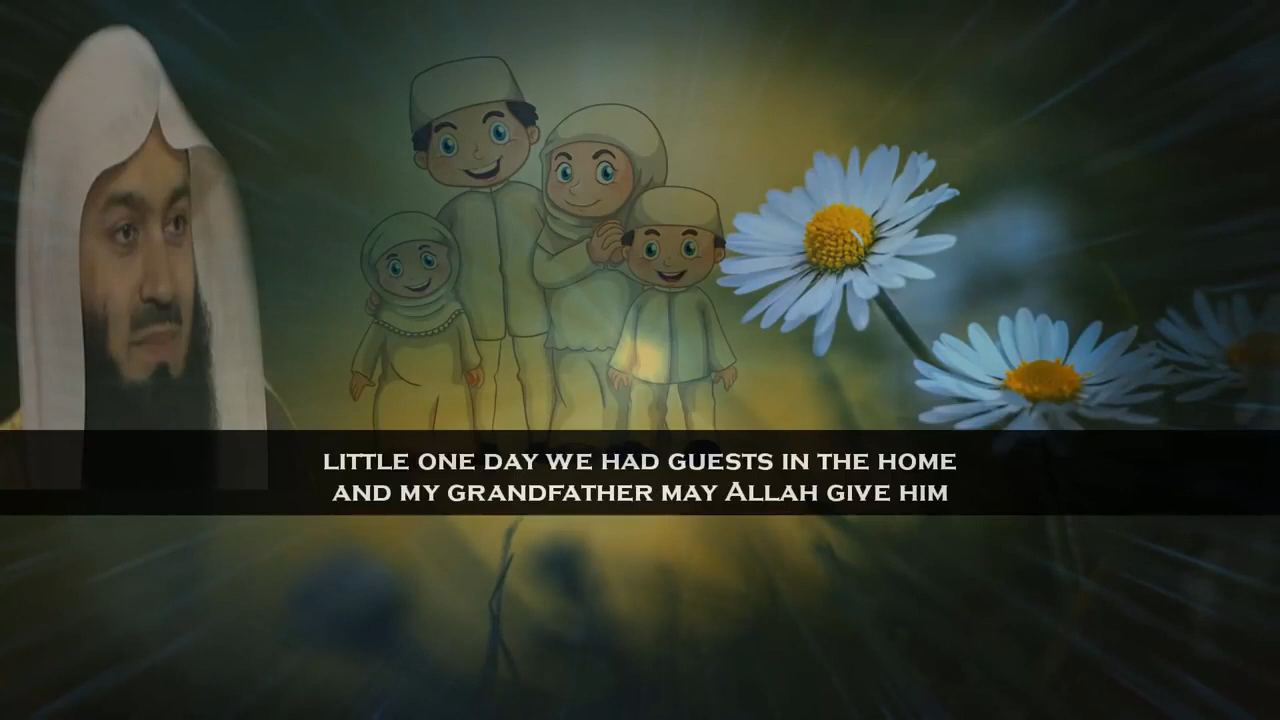 LITTLE ONE DAY WE HAD GUESTS IN THE HOME
AND MY GRANDFATHER MAY ALLAH GIVE HIM